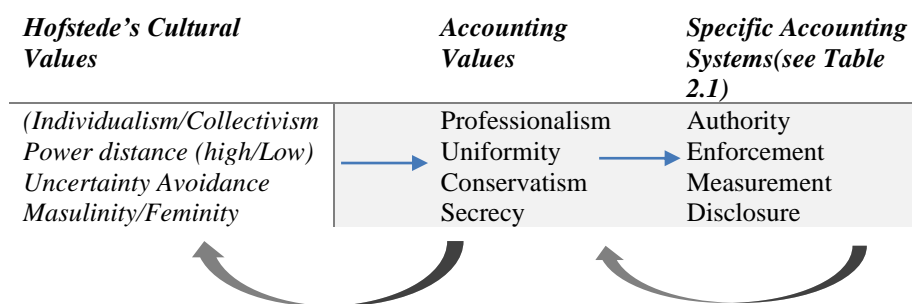 Hofstede's Cultural Values
Accounting Values
Specific Accounting Systems(see Table 2.1)
(Individualism/Collectivism
Power distance (high/Low)
Uncertainty Avoidance
Masulinity/Feminity
Professionalism
Uniformity
Conservatism
Secrecy
Authority
Enforcement
Measurement
Disclosure